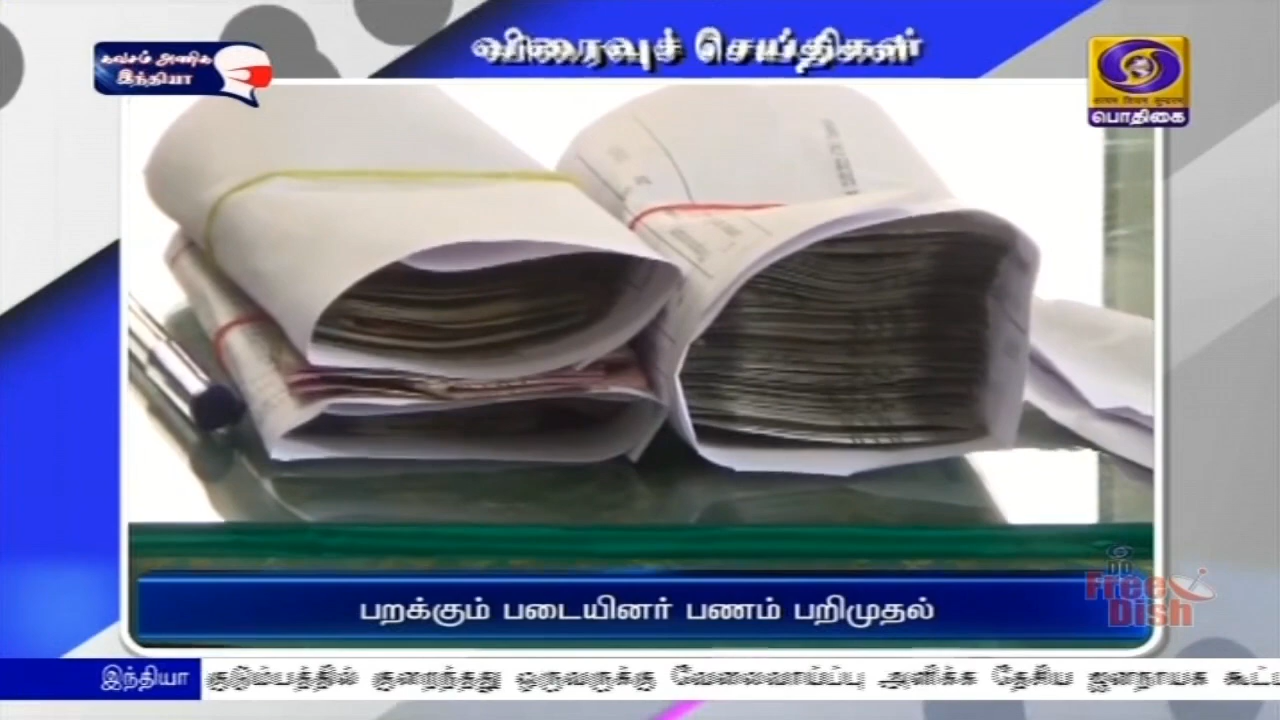 விரைவுச் செய்திகள்
கவசம் அணிக
இந்தியா
பொதிகை
பறக்கும் படையினர் பணம் பறிமுதல்
DD
Free
Dish
இந்தியா குடும்பத்தில் குறைந்தது ஒருவருக்கு வேலைவாய்ப்பு அளிக்க தேசிய ஜனநாயக கூட்ட